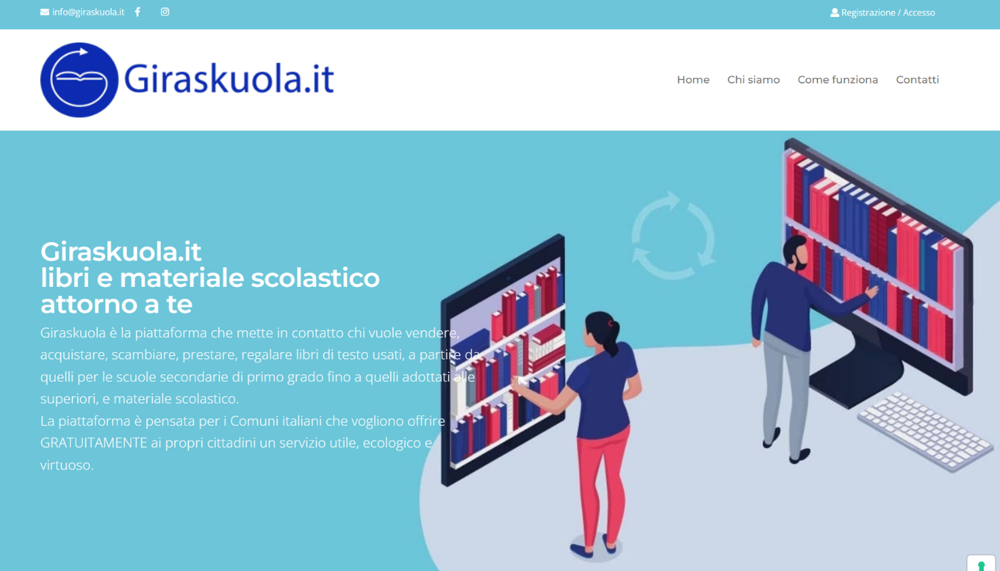 info@giraskuola.it
Registrazione / Accesso
Giraskuola.it
Home
Chi siamo
Come funziona
Contatti
Giraskuola.it
libri e materiale scolastico
attorno a te
Giraskuola è la piattaforma che mette in contatto chi vuole vendere,
acquistare, scambiare, prestare, regalare libri di testo usati, a partire da
quelli per le scuole secondarie di primo grado fino a quelli adottati alle
superiori, e materiale scolastico.
La piattaforma è pensata per i Comuni italiani che vogliono offrire
GRATUITAMENTE ai propri cittadini un servizio utile, ecologico e
virtuoso.